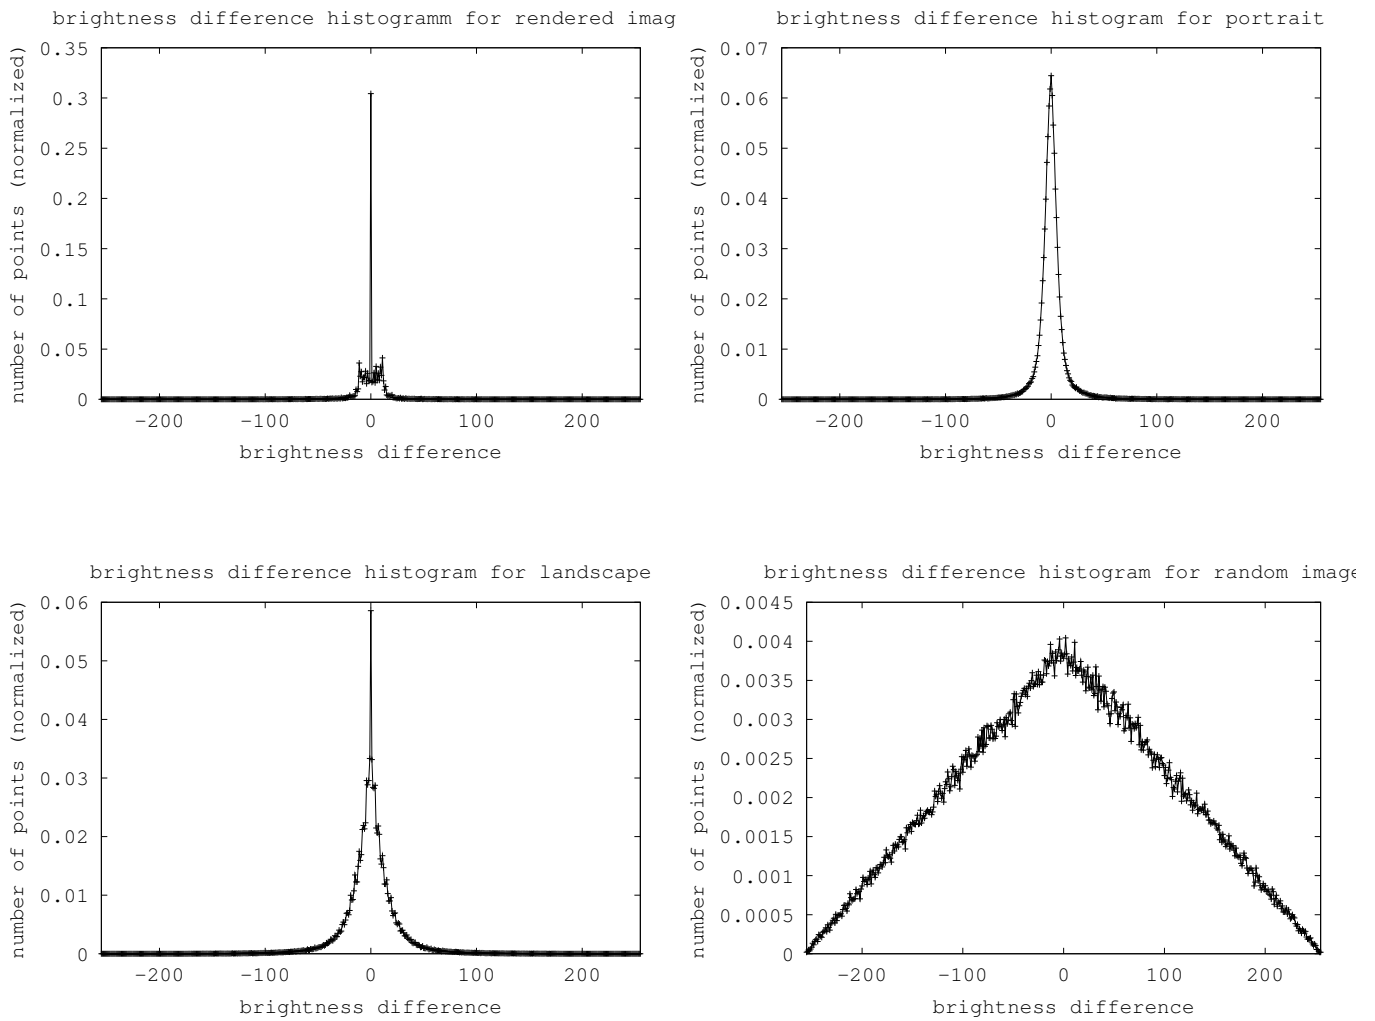 brightness difference histogramm for rendered imag
number of points (normalized)
0.35
0.3
0.25
0.2
0.15
0.1
0.05
0
-200 -100 0 100 200
brightness difference
brightness difference histogram for portrait
number of points (normalized)
0.07
0.06
0.05
0.04
0.03
0.02
0.01
0
-200 -100 0 100 200
brightness difference
brightness difference histogram for landscape
number of points (normalized)
0.06
0.05
0.04
0.03
0.02
0.01
0
-200 -100 0 100 200
brightness difference
brightness difference histogram for random image
number of points (normalized)
0.0045
0.004
0.0035
0.003
0.0025
0.002
0.0015
0.001
0.0005
0
-200 -100 0 100 200
brightness difference